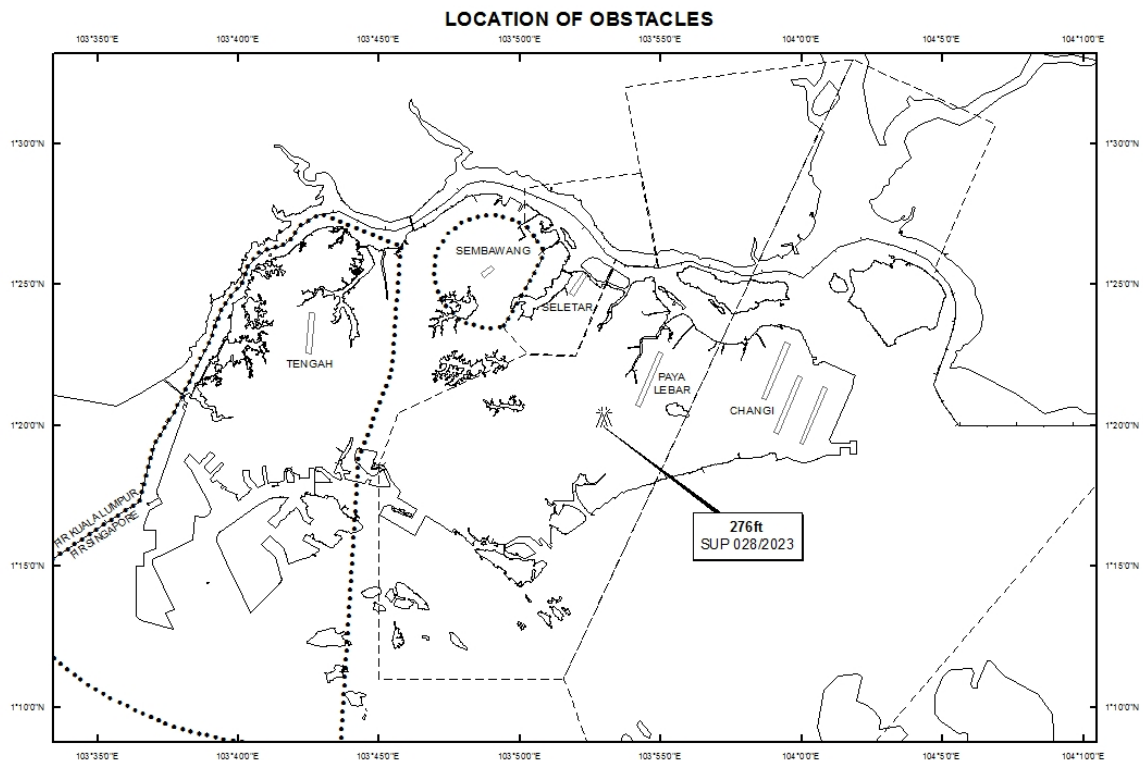 LOCATION OF OBSTACLES
103°35'0"E 103°40'0"E 103°45'0"E 103°50'0"E 103°55'0"E 104°0'0"E 104°5'0"E 104°10'0"E
1°30'0"N 1°30'0"N
SEMBAWANG
1°25'0"N 1°25'0"N
SELETAR
TENGAH
PAYA
LEBAR
CHANGI
1°20'0"N 1°20'0"N
FIR KUALA LUMPUR
FIR SINGAPORE
276ft
SUP 028/2023
1°15'0"N 1°15'0"N
1°10'0"N 1°10'0"N
103°35'0"E 103°40'0"E 103°45'0"E 103°50'0"E 103°55'0"E 104°0'0"E 104°5'0"E 104°10'0"E